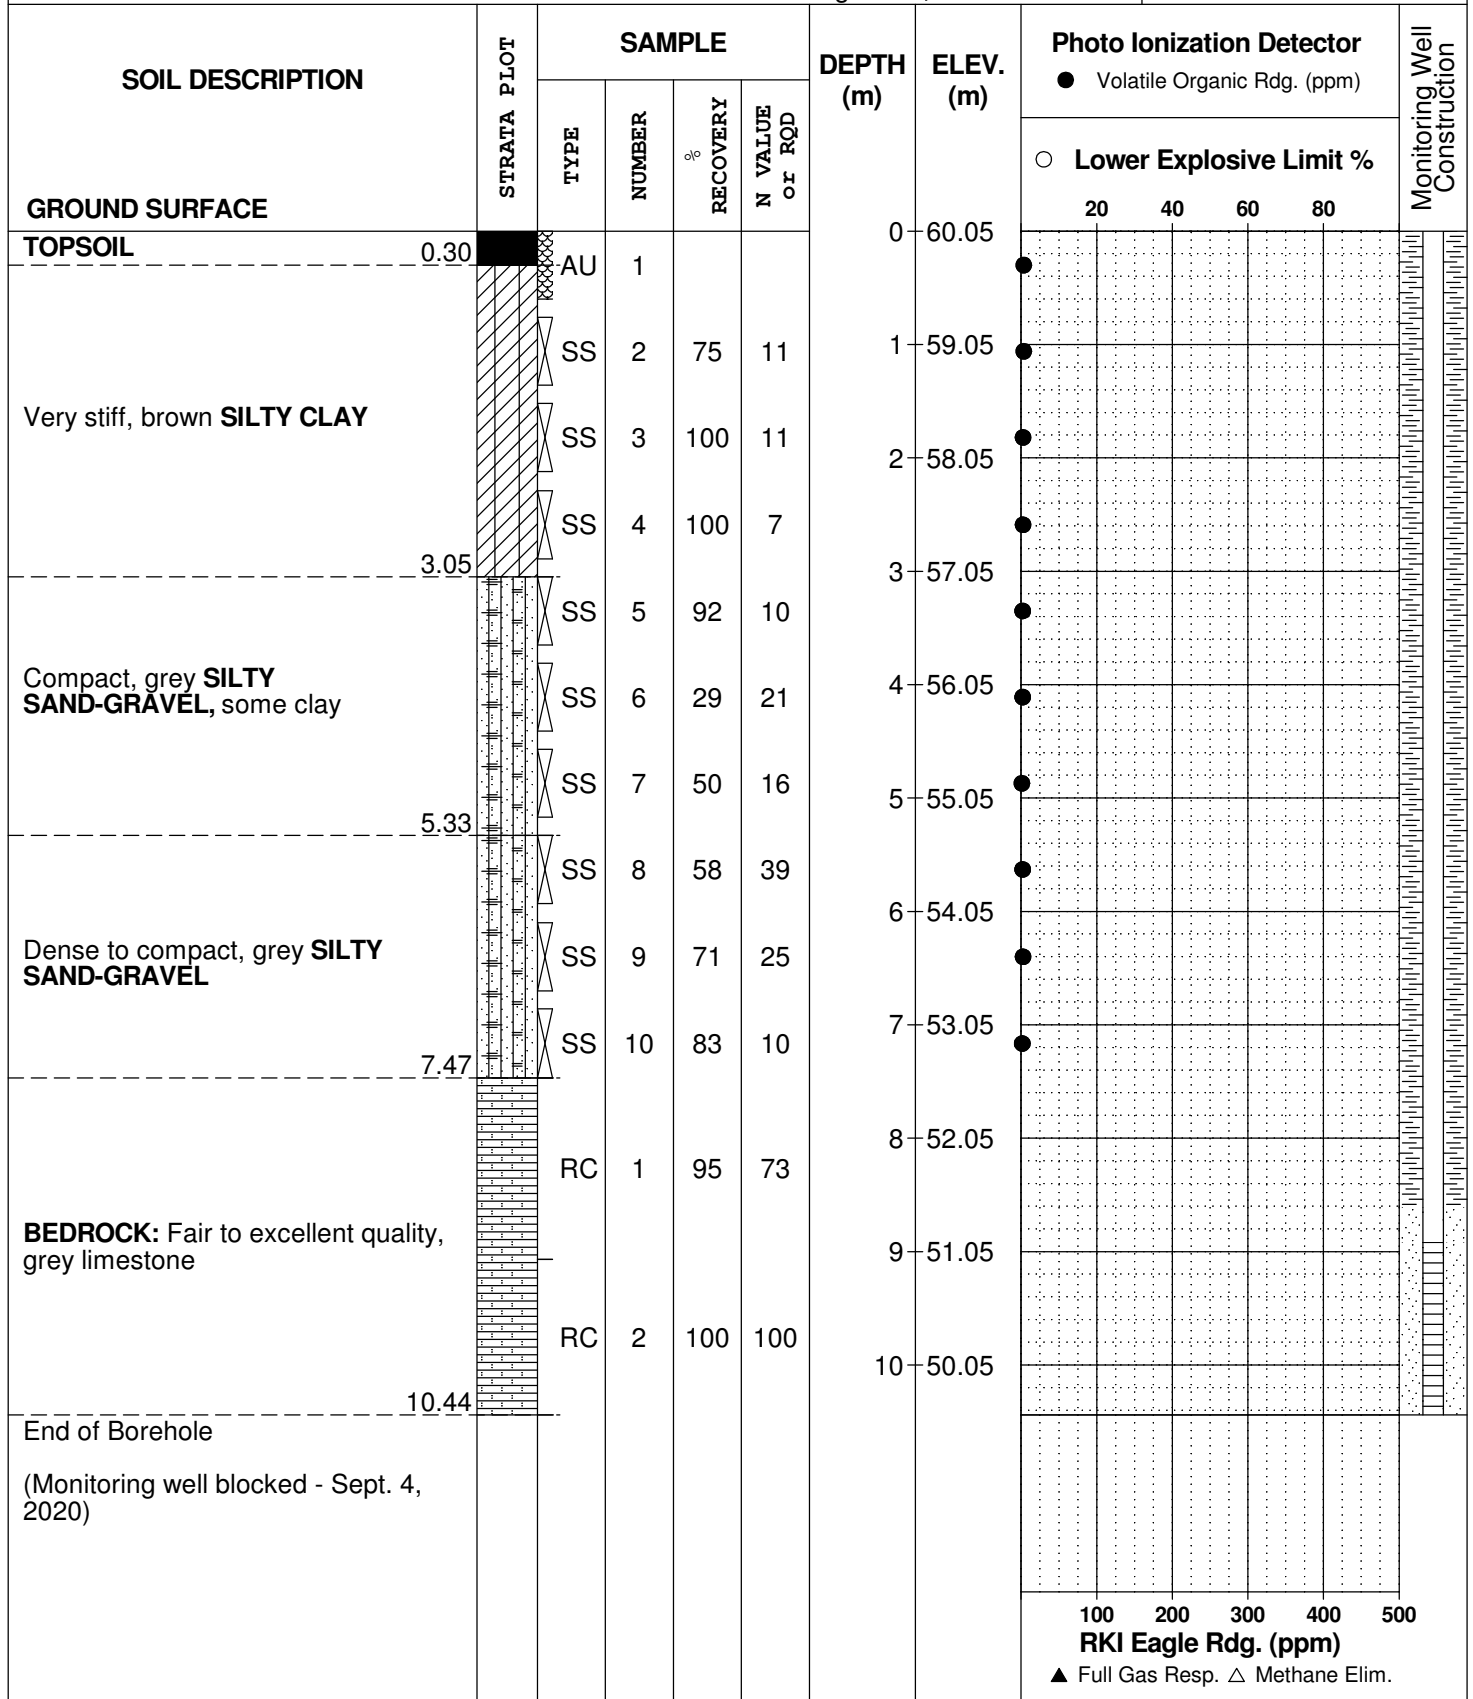 SOIL DESCRIPTION
GROUND SURFACE
STRATA PLOT
SAMPLE
TYPE
NUMBER
%
RECOVERY
N VALUE
or RQD
DEPTH
(m)
ELEV.
(m)
Photo Ionization Detector
● Volatile Organic Rdg. (ppm)
○ Lower Explosive Limit %
20 40 60 80
Monitoring Well
Construction
0 60.05
TOPSOIL 0.30
AU 1
SS 2 75 11
1 59.05
Very stiff, brown SILTY CLAY
SS 3 100 11
2 58.05
SS 4 100 7
3.05
3 57.05
SS 5 92 10
Compact, grey SILTY
SAND-GRAVEL, some clay
SS 6 29 21
4 56.05
SS 7 50 16
5 55.05
5.33
SS 8 58 39
6 54.05
Dense to compact, grey SILTY
SAND-GRAVEL
SS 9 71 25
7 53.05
SS 10 83 10
7.47
8 52.05
RC 1 95 73
BEDROCK: Fair to excellent quality,
grey limestone
9 51.05
RC 2 100 100
10 50.05
10.44
End of Borehole
(Monitoring well blocked - Sept. 4,
2020)
100 200 300 400 500
RKI Eagle Rdg. (ppm)
▲ Full Gas Resp. △ Methane Elim.